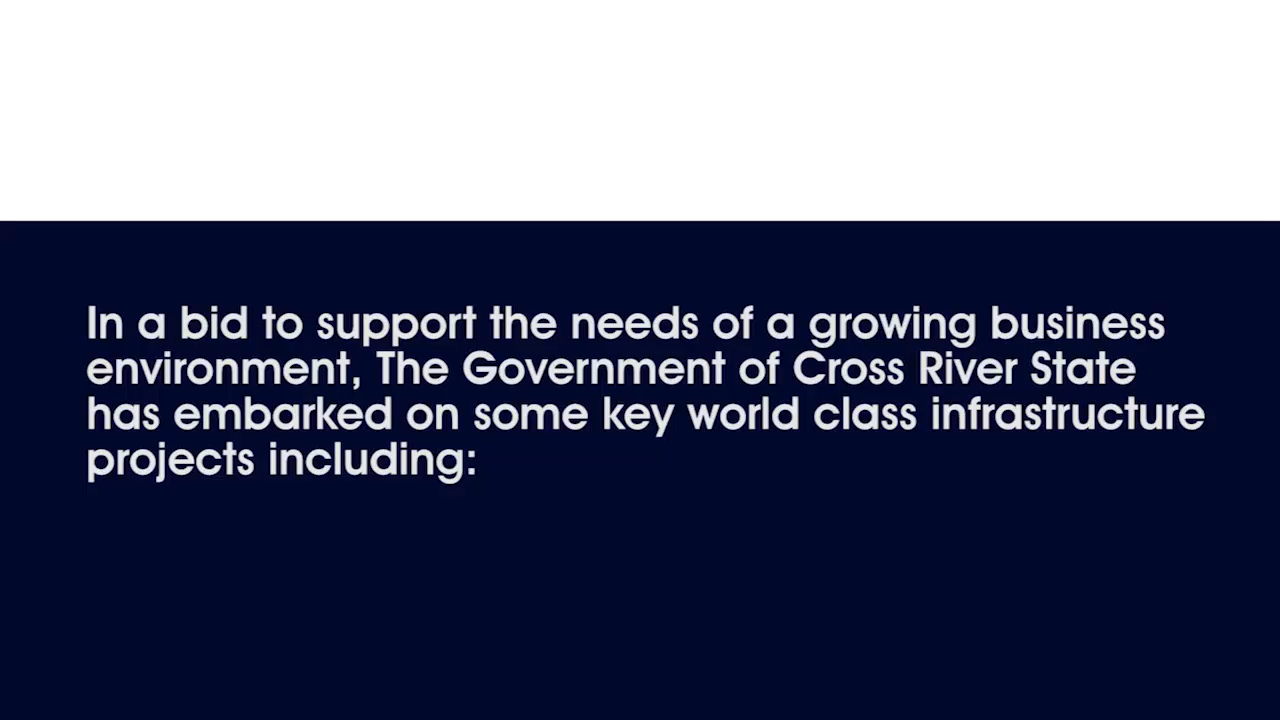 In a bid to support the needs of a growing business
environment, The Government of Cross River State
has embarked on some key world class infrastructure
projects including: